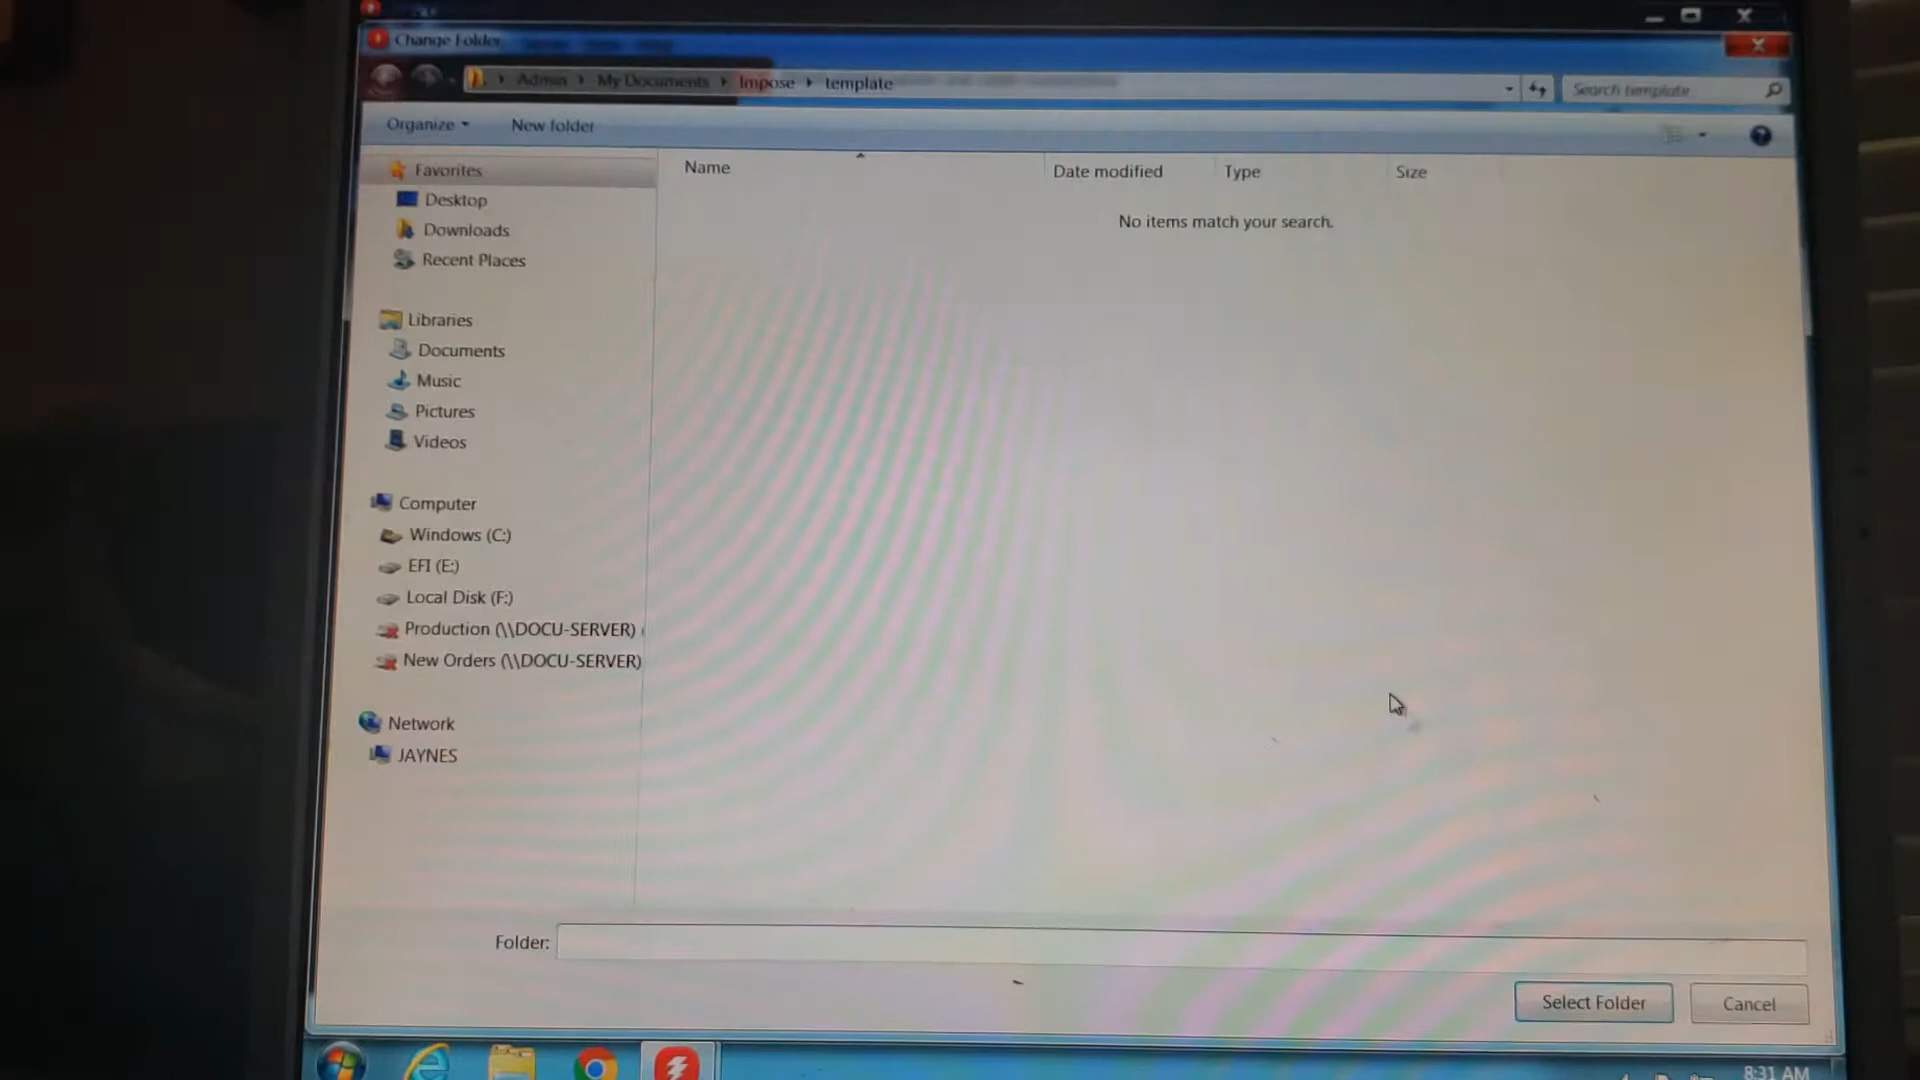 Change Folder
Admin My Documents Impose template
Search template
Organize New folder
Name Date modified Type Size
No items match your search.
Favorites
Desktop
Downloads
Recent Places
Libraries
Documents
Music
Pictures
Videos
Computer
Windows (C:)
EFI (E:)
Local Disk (F:)
Production (\\DOCU-SERVER)
New Orders (\\DOCU-SERVER)
Network
JAYNES
Folder:
Select Folder Cancel
8:31 AM